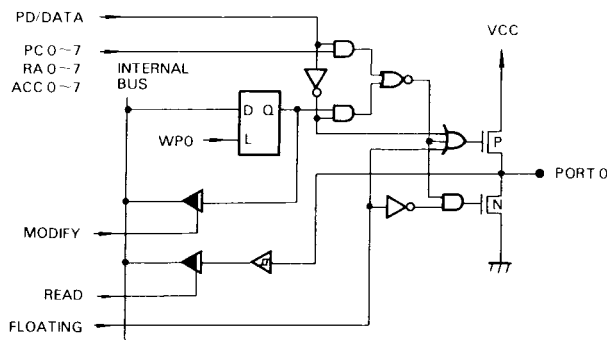 PD/DATA
PC 0~7
RA 0~7
ACC 0~7
INTERNAL
BUS
VCC
D Q
L
WP0
P
PORT 0
N
MODIFY
READ
FLOATING